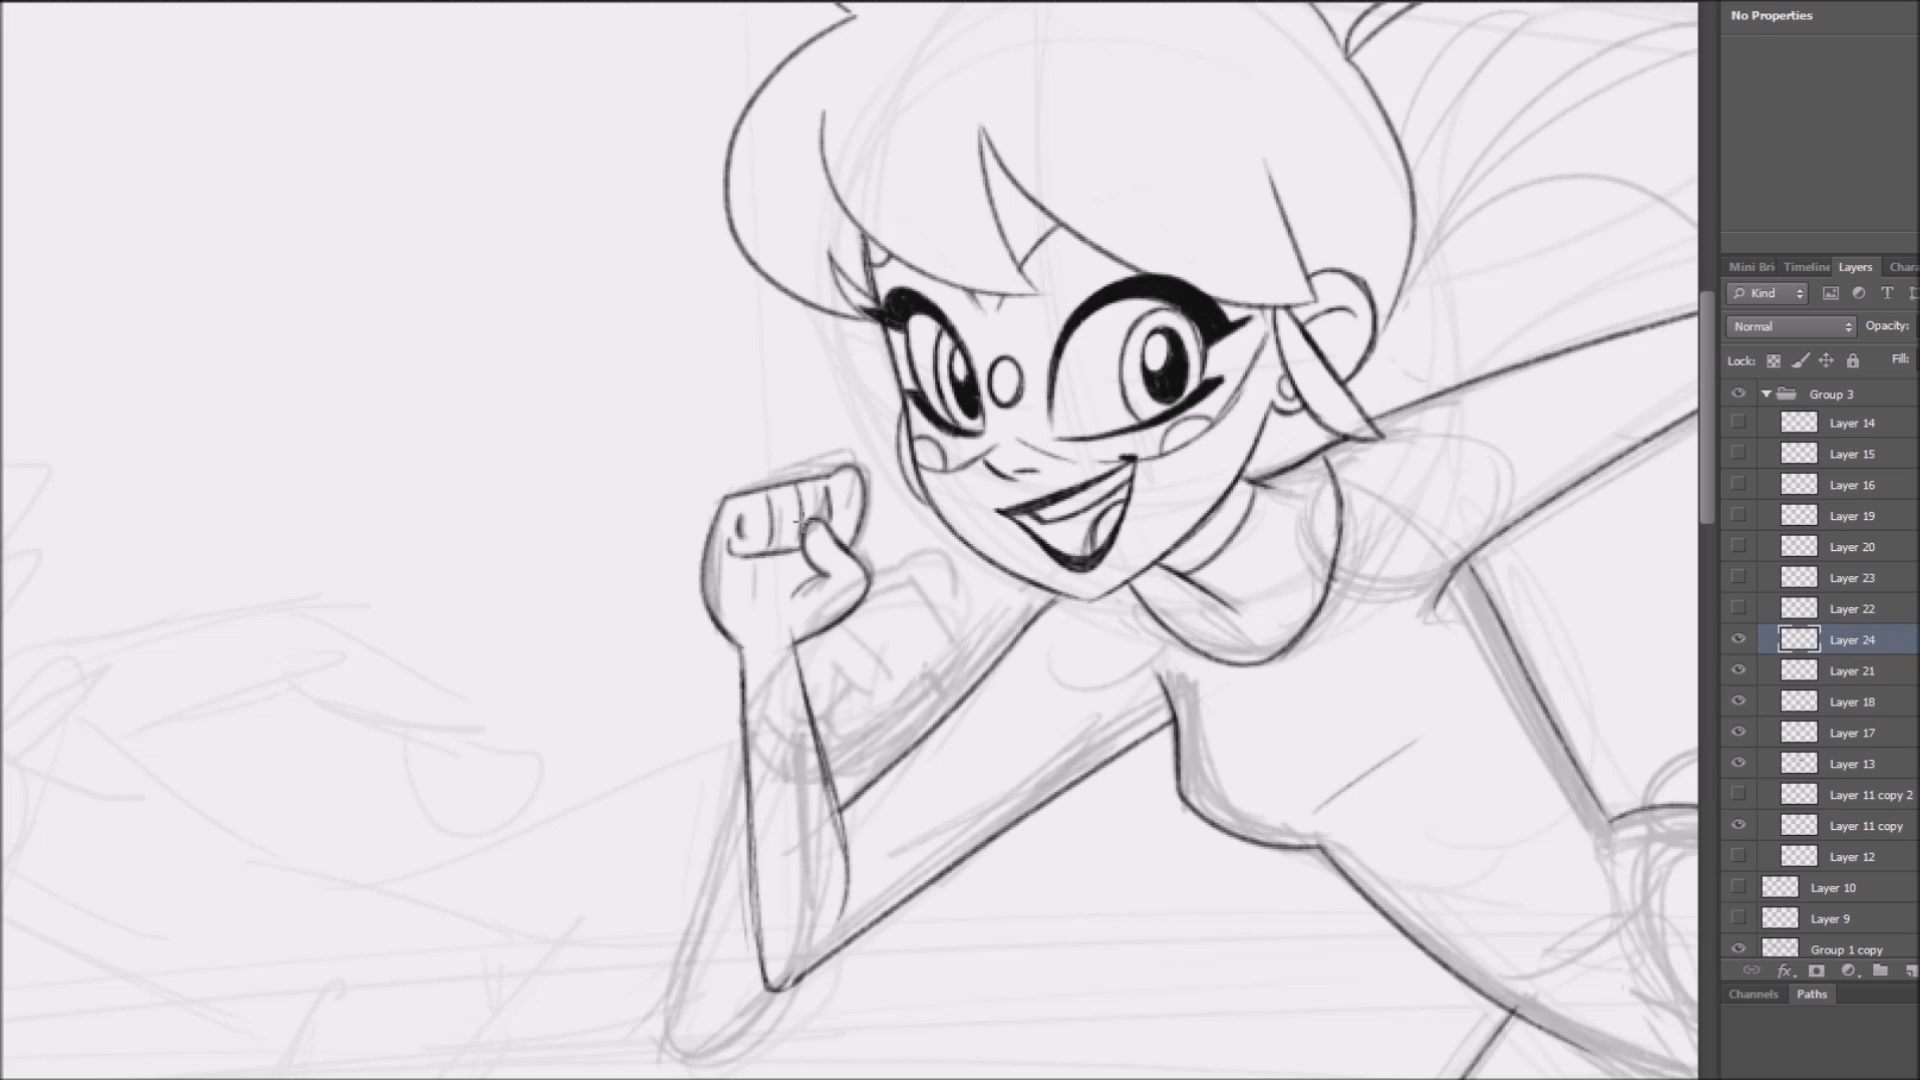 No Properties
Mini Bri Timeline Layers Chara
Kind T
Normal Opacity:
Lock: Fill:
Group 3
Layer 14
Layer 15
Layer 16
Layer 19
Layer 20
Layer 23
Layer 22
Layer 24
Layer 21
Layer 18
Layer 17
Layer 13
Layer 11 copy 2
Layer 11 copy
Layer 12
Layer 10
Layer 9
Group 1 copy
fx
Channels Paths